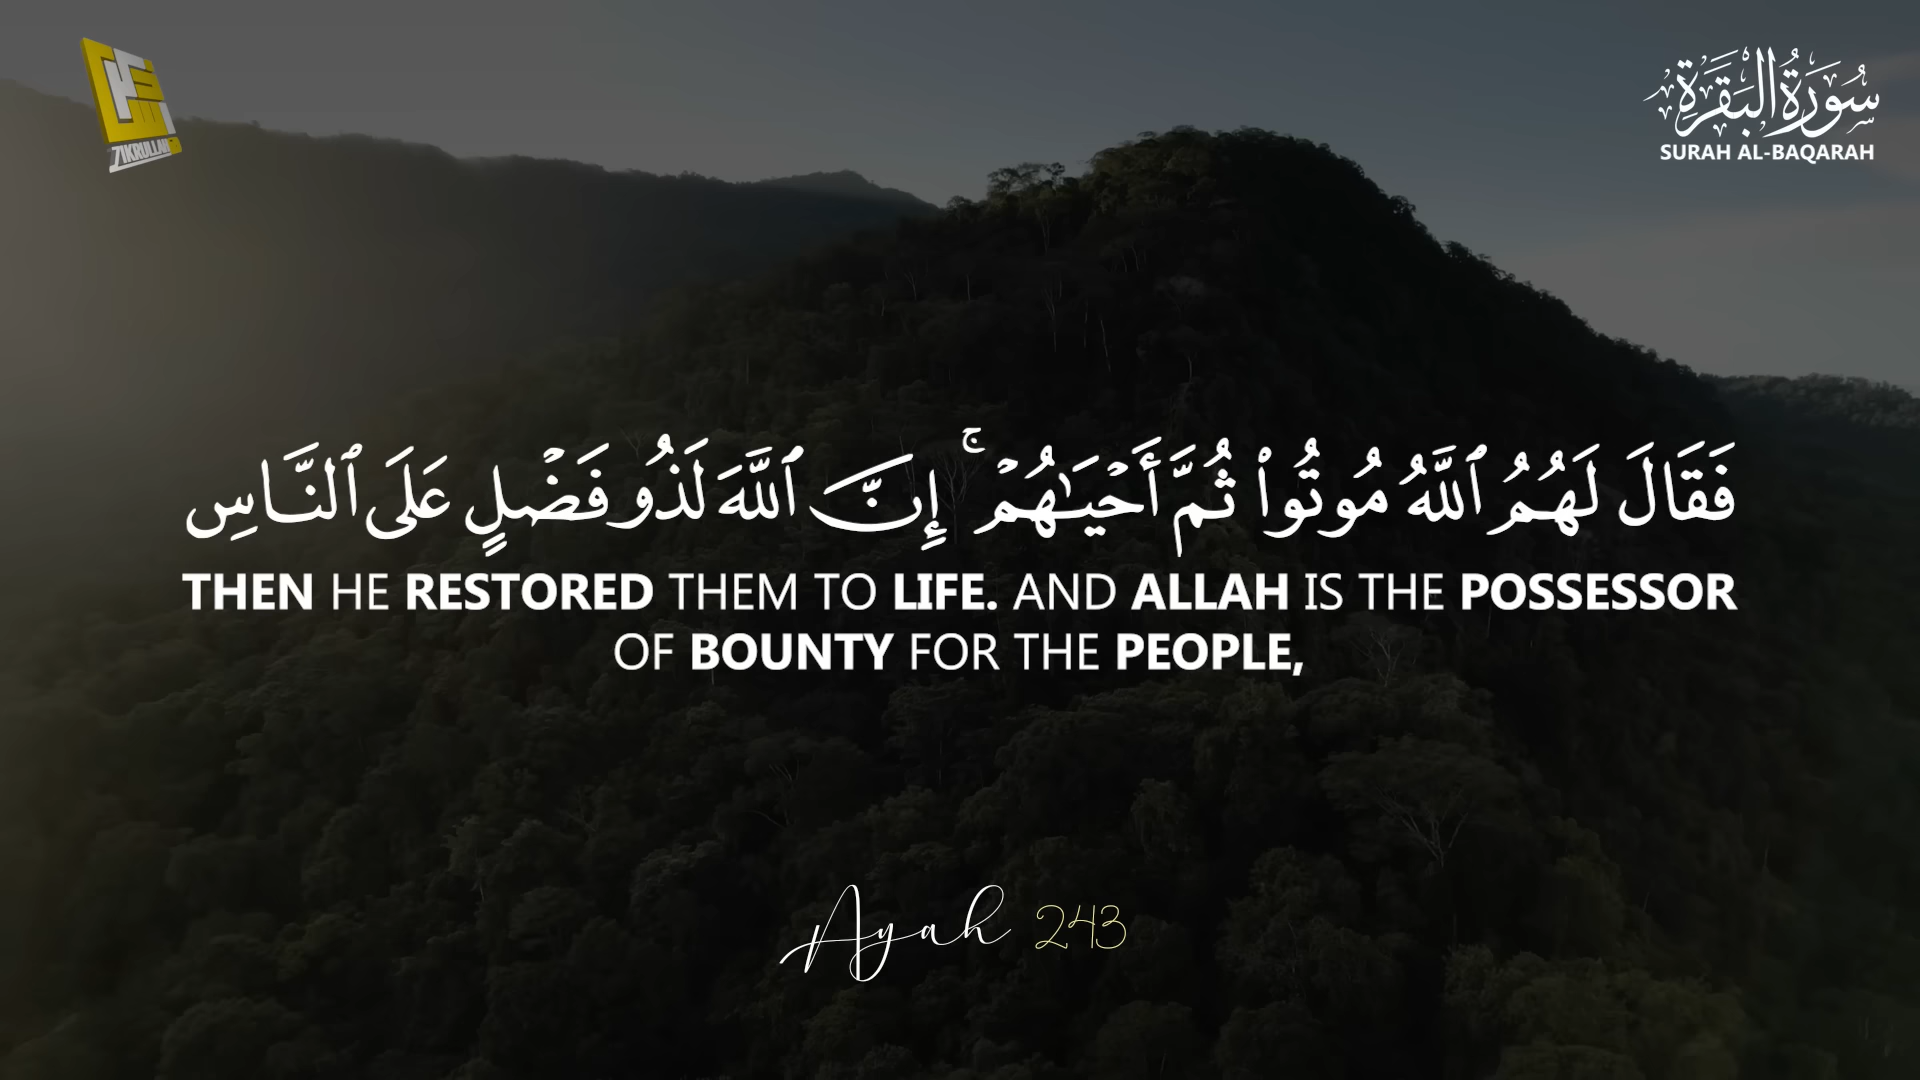 ZIKRULLAH
سُورَةُ البَقَرَةِ
SURAH AL-BAQARAH
فَقَالَ لَهُمُ ٱللَّهُ مُوتُوا۟ ثُمَّ أَحْيَـٰهُمْ ۚ إِنَّ ٱللَّهَ لَذُو فَضْلٍ عَلَى ٱلنَّاسِ
THEN HE RESTORED THEM TO LIFE. AND ALLAH IS THE POSSESSOR
OF BOUNTY FOR THE PEOPLE,
Ayah 243